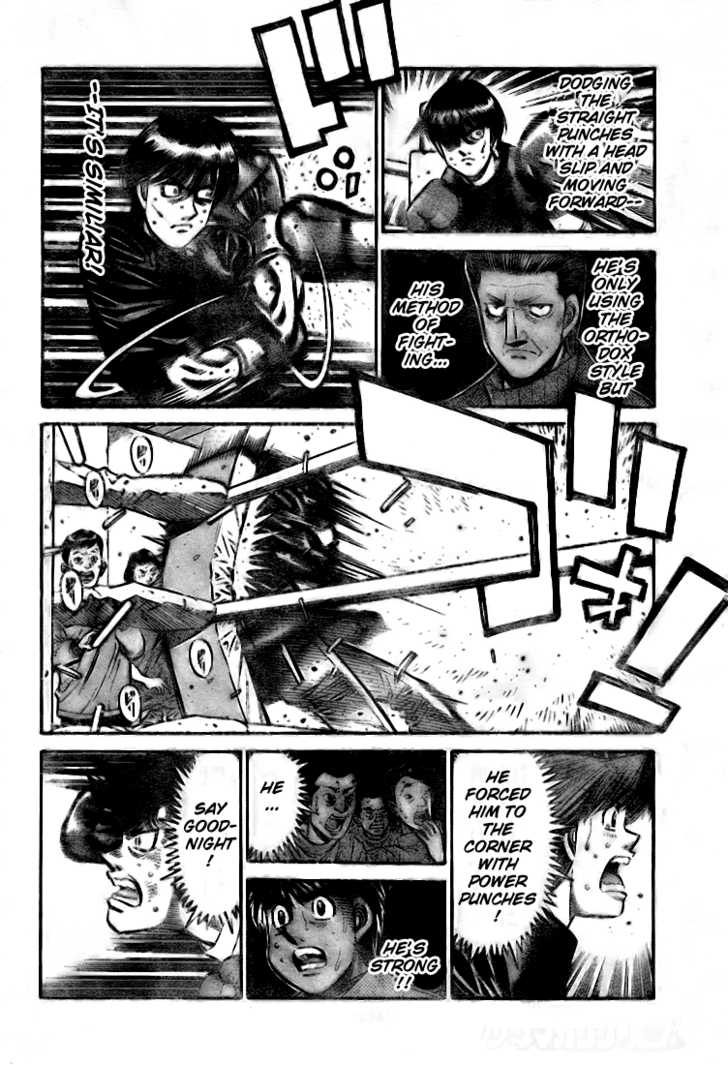 DODGING
THE
STRAIGHT
PUNCHES
WITH A HEAD
SLIP AND
MOVING
FORWARD--
--IT'S SIMILIAR!
HE'S
ONLY
USING
THE
ORTHO-
DOX
STYLE
BUT
HIS
METHOD
OF
FIGHT-
ING...
HE
FORCED
HIM TO
THE
CORNER
WITH
POWER
PUNCHES
!
HE
...
HE'S
STRONG
!!
SAY
GOOD-
NIGHT
!